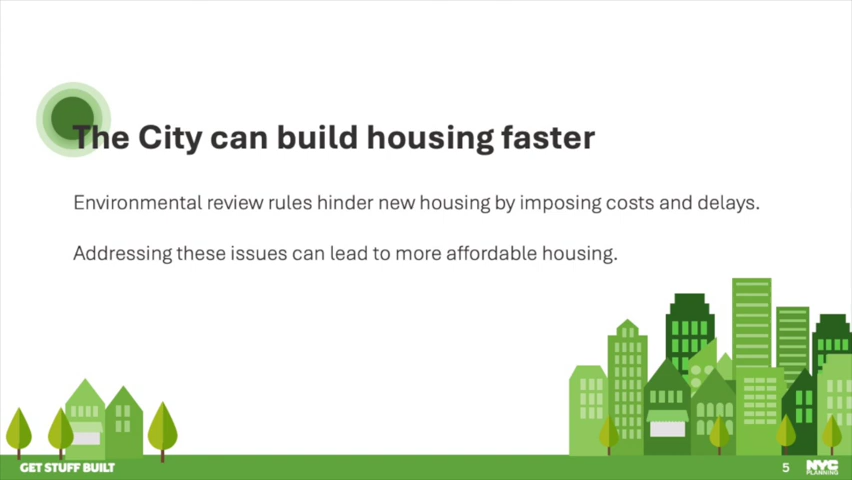 The City can build housing faster
Environmental review rules hinder new housing by imposing costs and delays.
Addressing these issues can lead to more affordable housing.
GET STUFF BUILT
5
NYC
PLANNING